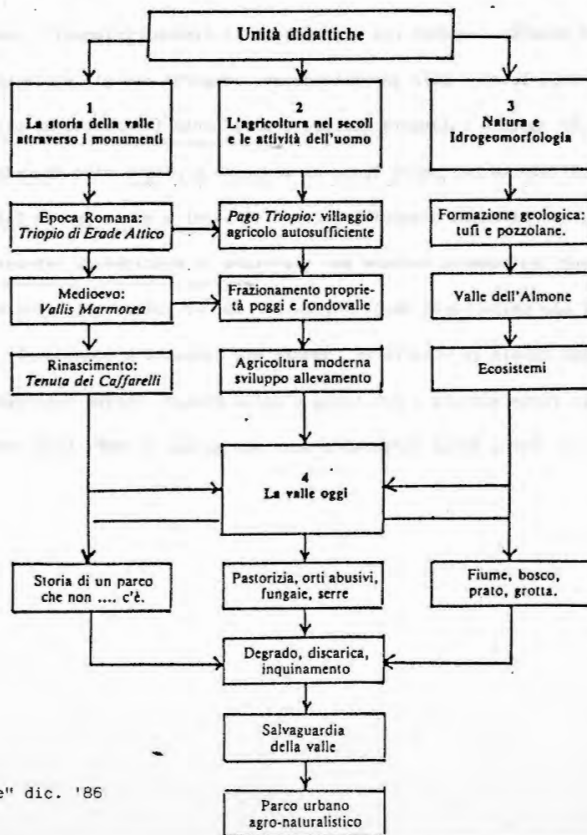 Unità didattiche
1
La storia della valle
attraverso i monumenti
2
L'agricoltura nei secoli
e le attività dell'uomo
3
Natura e
Idrogeomorfologia
Epoca Romana:
Triopio di Erade Attico
Pago Triopio: villaggio
agricolo autosufficiente
Formazione geologica:
tufi e pozzolane.
Medioevo:
Vallis Marmorea
Frazionamento proprie-
tà poggi e fondovalle
Valle dell'Almone
Rinascimento:
Tenuta dei Caffarelli
Agricoltura moderna
sviluppo allevamento
Ecosistemi
4
La valle oggi
Storia di un parco
che non .... c'è.
Pastorizia, orti abusivi,
fungaie, serre
Fiume, bosco,
prato, grotta.
Degrado, discarica,
inquinamento
Salvaguardia
della valle
e" dic. '86
Parco urbano
agro-naturalistico